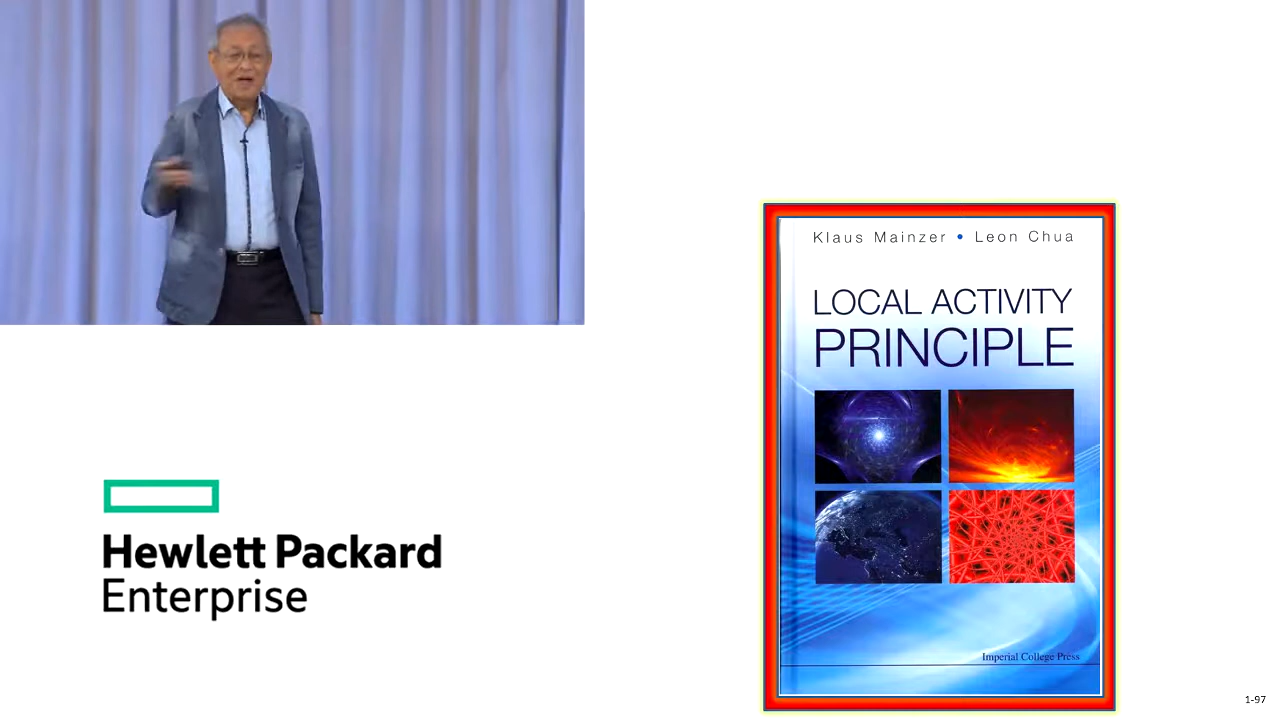 Klaus Mainzer • Leon Chua
LOCAL ACTIVITY
PRINCIPLE
Imperial College Press
Hewlett Packard
Enterprise
1-97